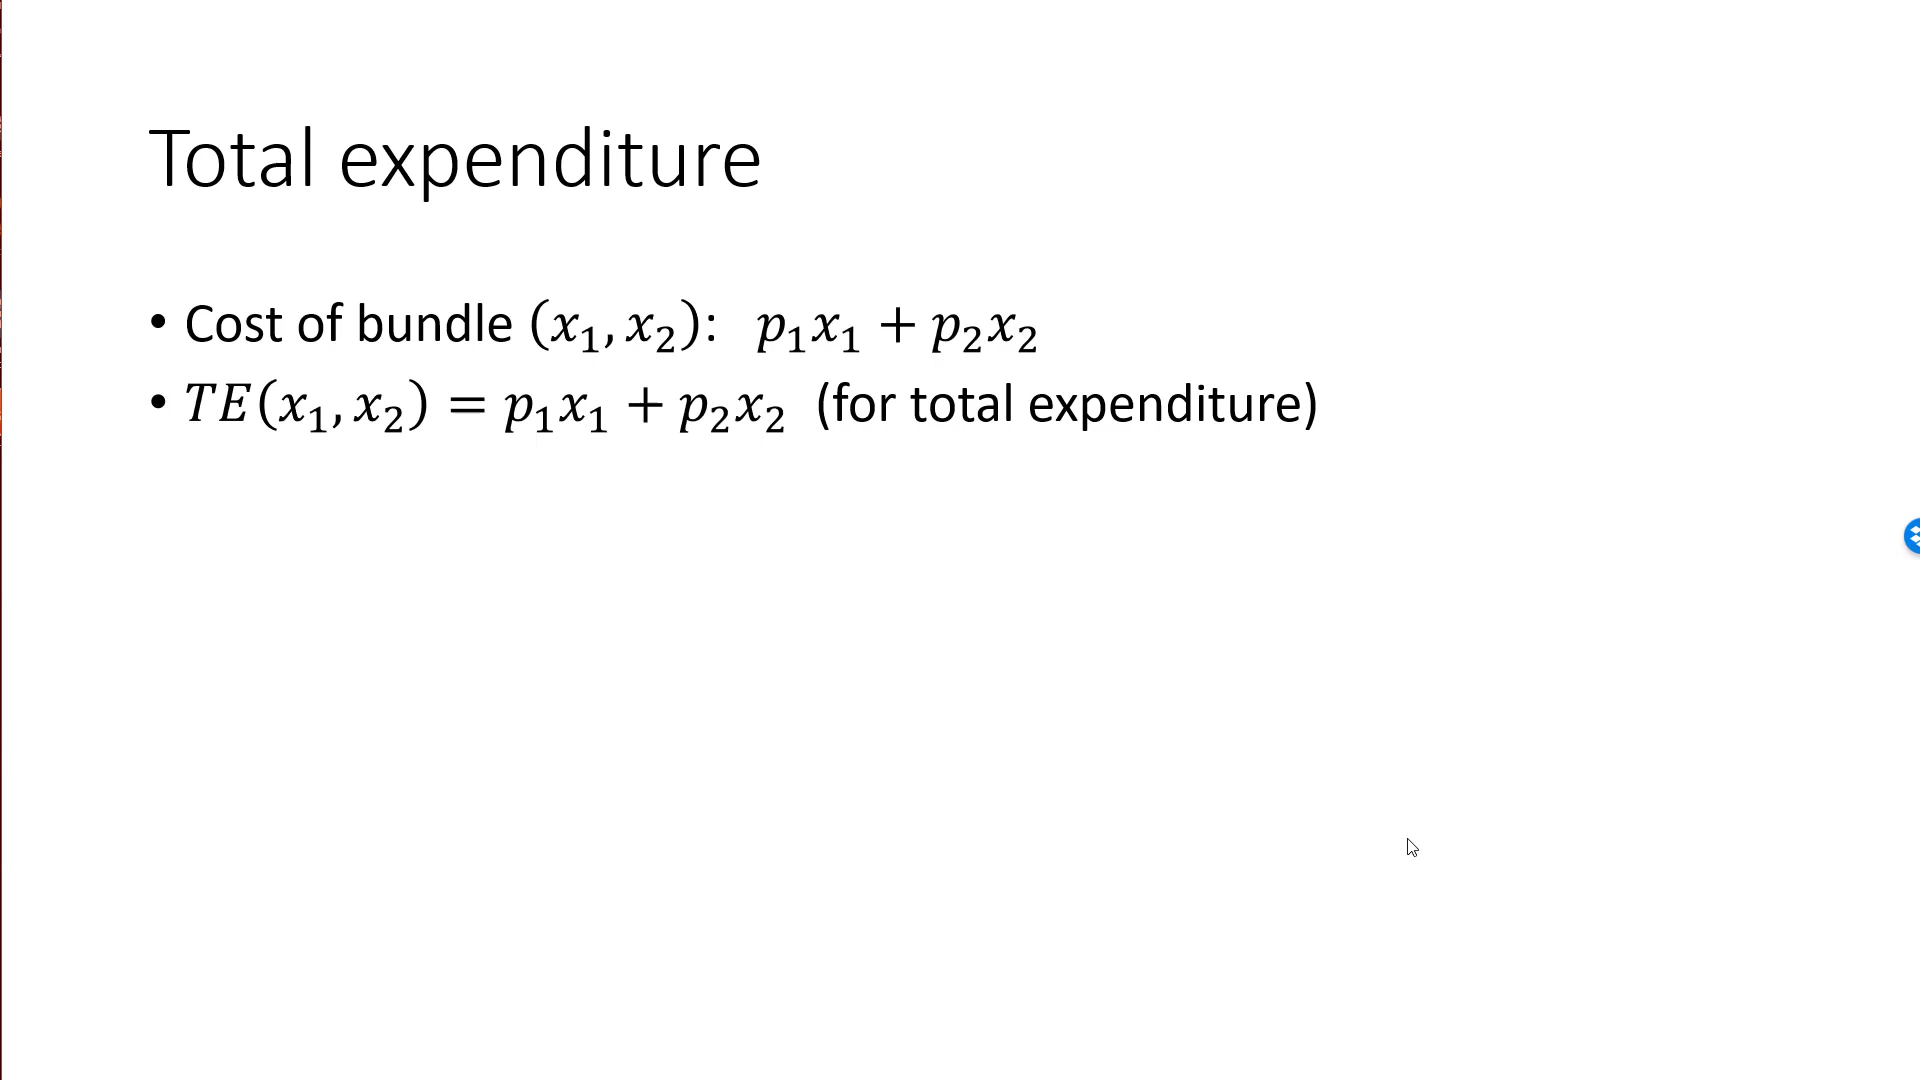 Total expenditure
• Cost of bundle (𝑥₁, 𝑥₂):  𝑝₁𝑥₁ + 𝑝₂𝑥₂
• 𝑇𝐸(𝑥₁, 𝑥₂) = 𝑝₁𝑥₁ + 𝑝₂𝑥₂ (for total expenditure)